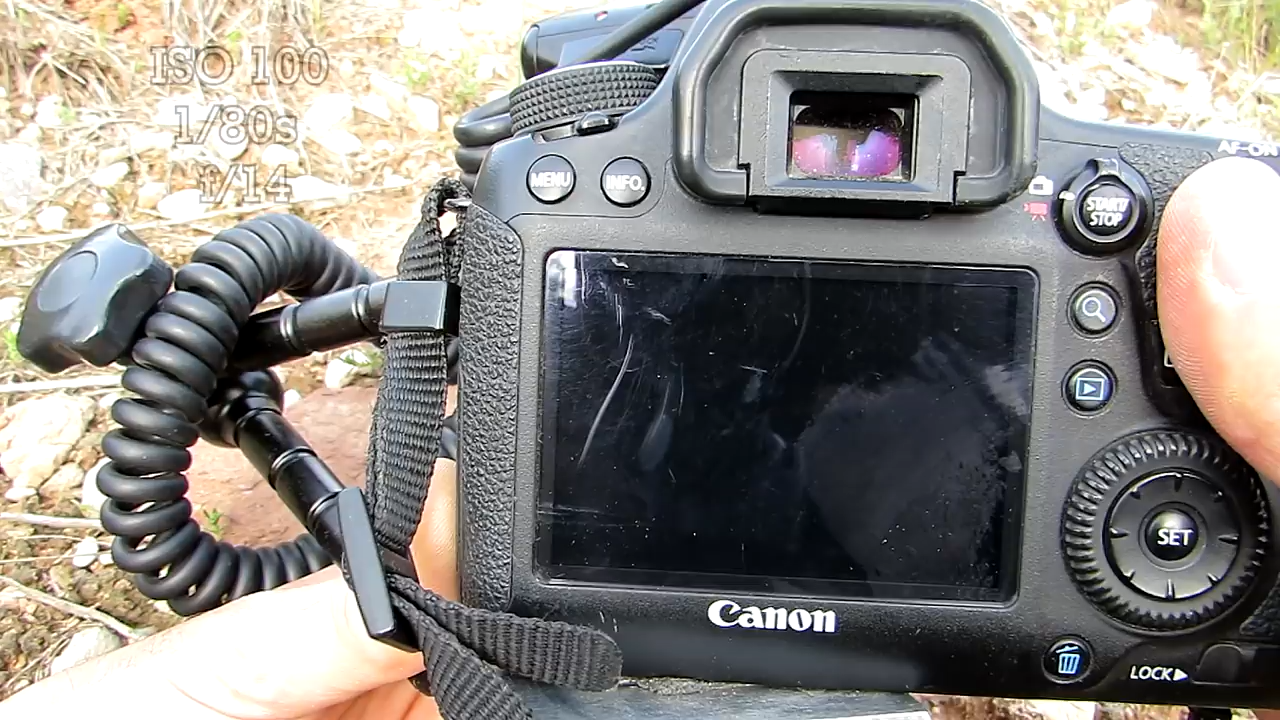 ISO 100
1/80s
f/14
AF-ON
MENU
INFO.
START/
STOP
SET
Canon
LOCK▶